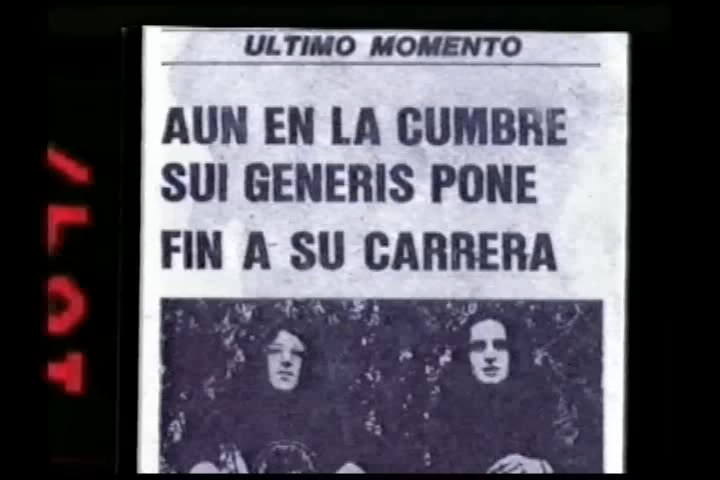 ULTIMO MOMENTO
AUN EN LA CUMBRE
SUI GENERIS PONE
FIN A SU CARRERA